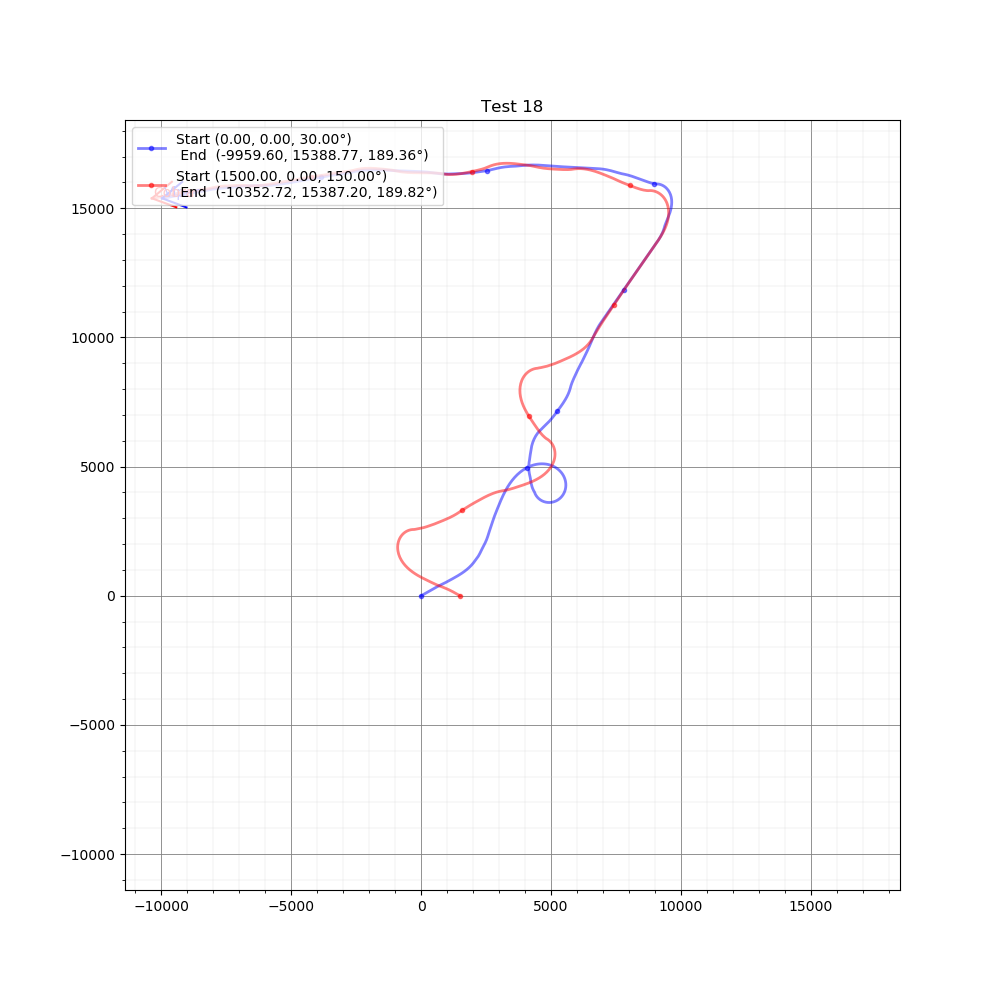 Test 18
Start (0.00, 0.00, 30.00°)
End (-9959.60, 15388.77, 189.36°)
Start (1500.00, 0.00, 150.00°)
End (-10352.72, 15387.20, 189.82°)
15000
10000
5000
0
−5000
−10000
−10000 −5000 0 5000 10000 15000